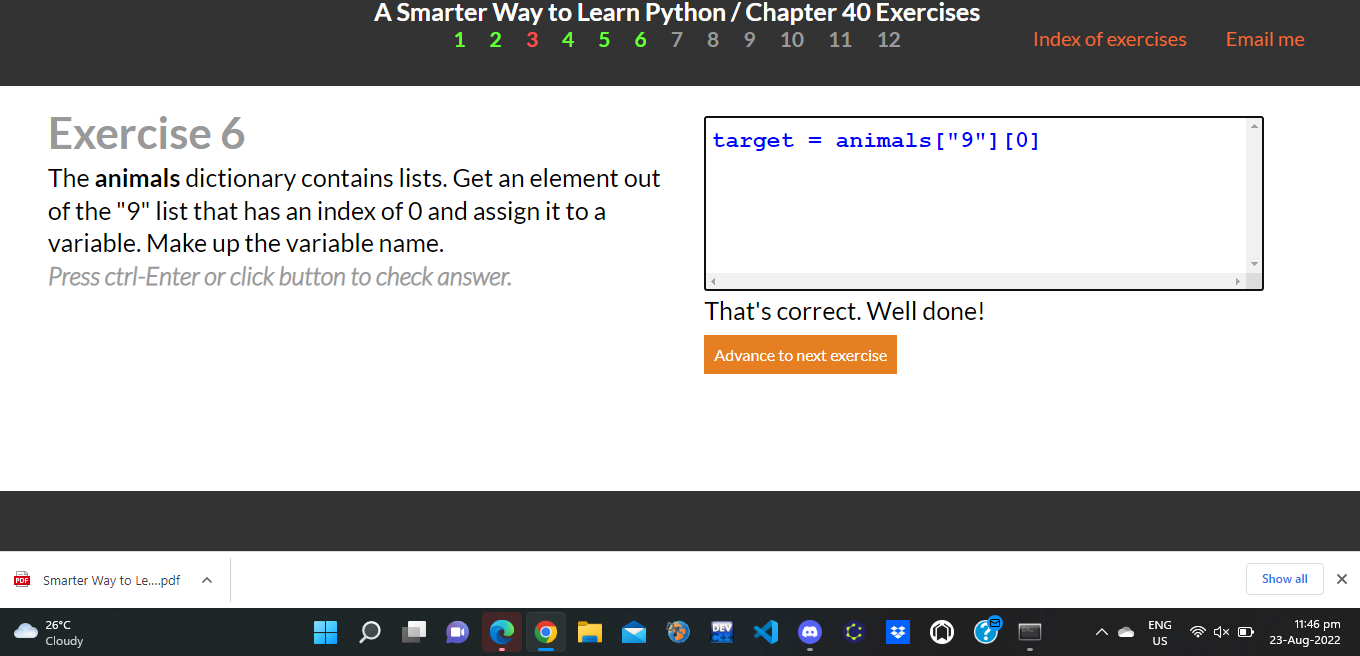 A Smarter Way to Learn Python / Chapter 40 Exercises
1 2 3 4 5 6 7 8 9 10 11 12
Index of exercises Email me
Exercise 6
The animals dictionary contains lists. Get an element out
of the "9" list that has an index of 0 and assign it to a
variable. Make up the variable name.
Press ctrl-Enter or click button to check answer.
target = animals["9"][0]
That's correct. Well done!
Advance to next exercise
PDF
Smarter Way to Le....pdf
Show all
26°C
Cloudy
DEV
ENG
US
11:46 pm
23-Aug-2022